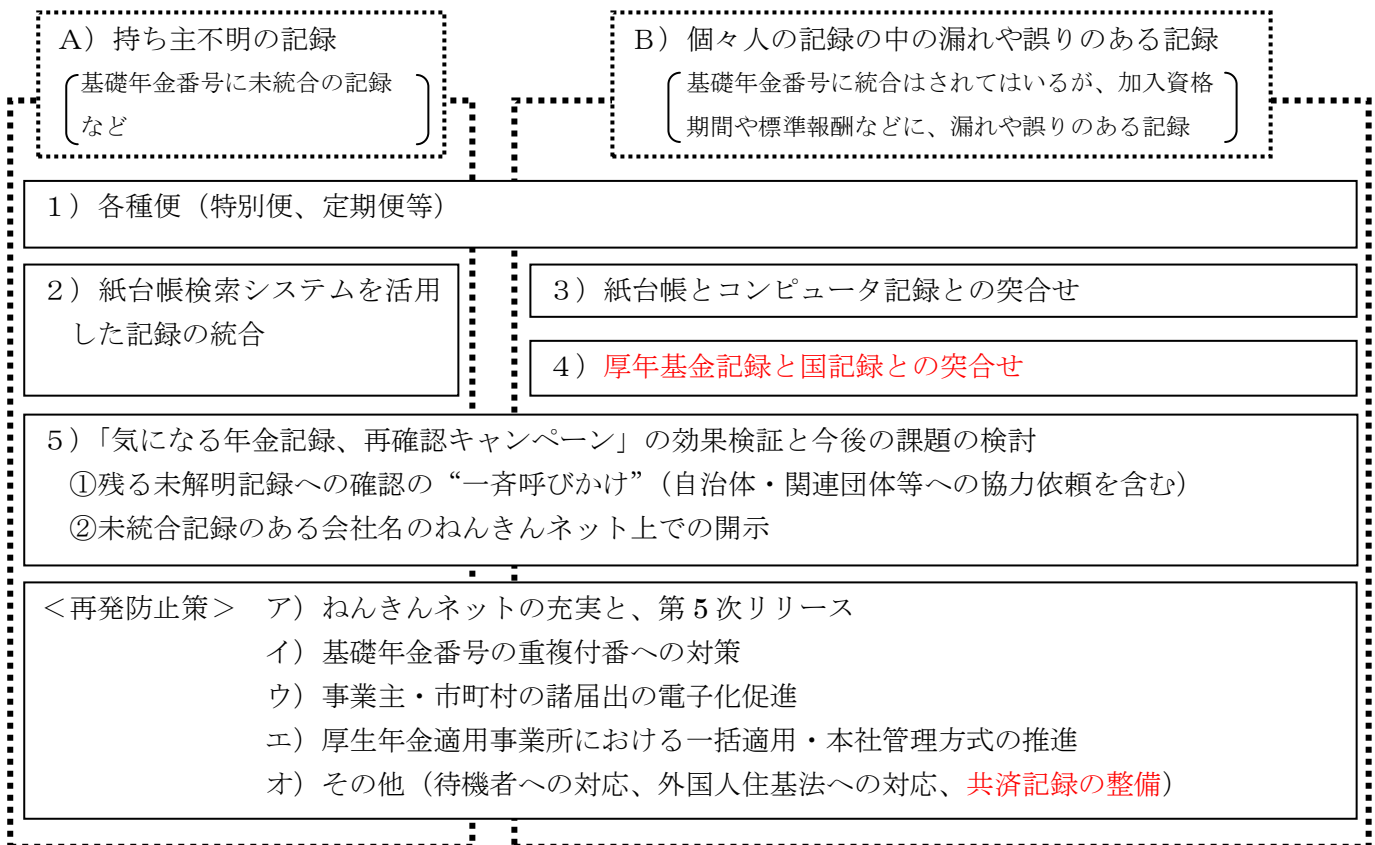 A）持ち主不明の記録
基礎年金番号に未統合の記録
など
B）個々人の記録の中の漏れや誤りのある記録
基礎年金番号に統合はされてはいるが、加入資格
期間や標準報酬などに、漏れや誤りのある記録
１）各種便（特別便、定期便等）
２）紙台帳検索システムを活用
した記録の統合
３）紙台帳とコンピュータ記録との突合せ
４）厚年基金記録と国記録との突合せ
５）「気になる年金記録、再確認キャンペーン」の効果検証と今後の課題の検討
①残る未解明記録への確認の“一斉呼びかけ”（自治体・関連団体等への協力依頼を含む）
②未統合記録のある会社名のねんきんネット上での開示
＜再発防止策＞　ア）ねんきんネットの充実と、第5次リリース
イ）基礎年金番号の重複付番への対策
ウ）事業主・市町村の諸届出の電子化促進
エ）厚生年金適用事業所における一括適用・本社管理方式の推進
オ）その他（待機者への対応、外国人住基法への対応、共済記録の整備）